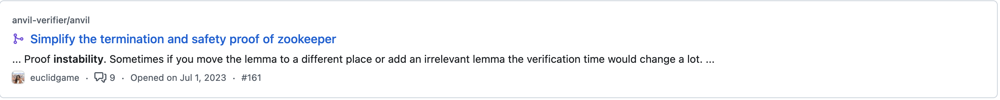 anvil-verifier/anvil
Simplify the termination and safety proof of zookeeper
... Proof instability. Sometimes if you move the lemma to a different place or add an irrelevant lemma the verification time would change a lot. ...
euclidgame · 9 · Opened on Jul 1, 2023 · #161